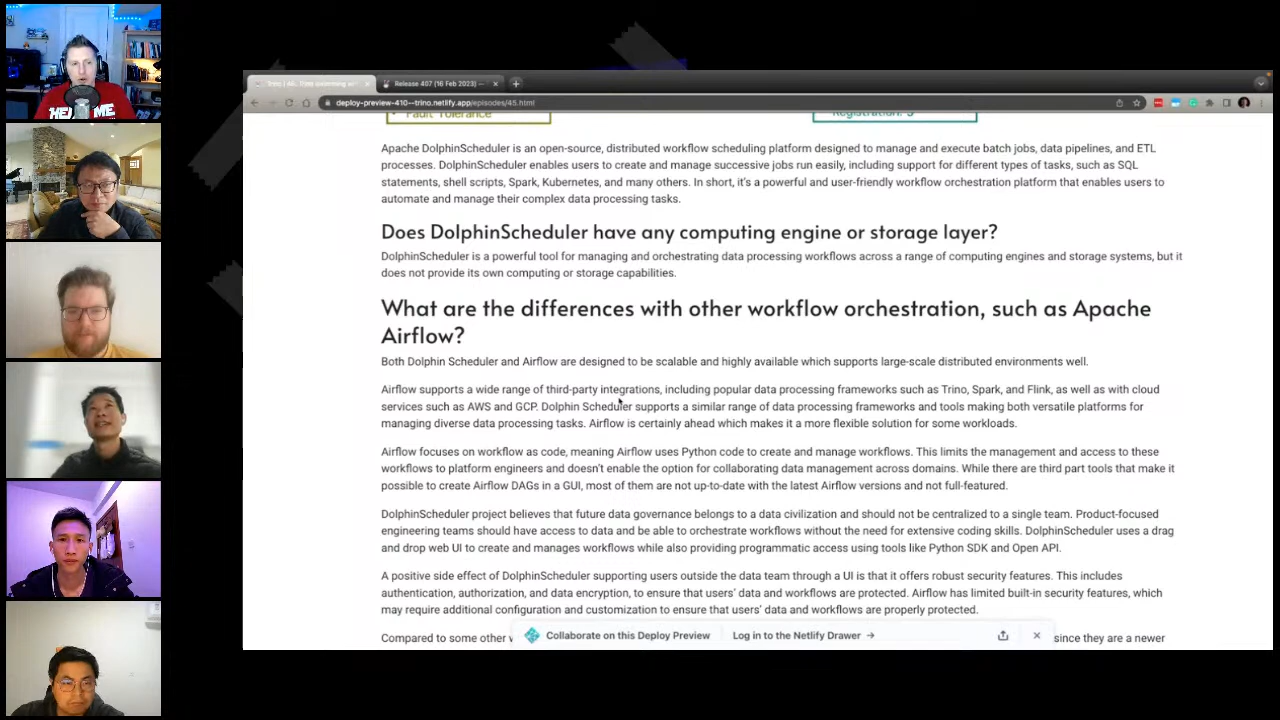 Release 407 (16 Feb 2023) —
deploy-preview-410--trino.netlify.app/episodes/45.html
Fault Tolerance
Apache DolphinScheduler is an open-source, distributed workflow scheduling platform designed to manage and execute batch jobs, data pipelines, and ETL
processes. DolphinScheduler enables users to create and manage successive jobs run easily, including support for different types of tasks, such as SQL
statements, shell scripts, Spark, Kubernetes, and many others. In short, it's a powerful and user-friendly workflow orchestration platform that enables users to
automate and manage their complex data processing tasks.
Does DolphinScheduler have any computing engine or storage layer?
DolphinScheduler is a powerful tool for managing and orchestrating data processing workflows across a range of computing engines and storage systems, but it
does not provide its own computing or storage capabilities.
What are the differences with other workflow orchestration, such as Apache
Airflow?
Both Dolphin Scheduler and Airflow are designed to be scalable and highly available which supports large-scale distributed environments well.
Airflow supports a wide range of third-party integrations, including popular data processing frameworks such as Trino, Spark, and Flink, as well as with cloud
services such as AWS and GCP. Dolphin Scheduler supports a similar range of data processing frameworks and tools making both versatile platforms for
managing diverse data processing tasks. Airflow is certainly ahead which makes it a more flexible solution for some workloads.
Airflow focuses on workflow as code, meaning Airflow uses Python code to create and manage workflows. This limits the management and access to these
workflows to platform engineers and doesn't enable the option for collaborating data management across domains. While there are third part tools that make it
possible to create Airflow DAGs in a GUI, most of them are not up-to-date with the latest Airflow versions and not full-featured.
DolphinScheduler project believes that future data governance belongs to a data civilization and should not be centralized to a single team. Product-focused
engineering teams should have access to data and be able to orchestrate workflows without the need for extensive coding skills. DolphinScheduler uses a drag
and drop web UI to create and manages workflows while also providing programmatic access using tools like Python SDK and Open API.
A positive side effect of DolphinScheduler supporting users outside the data team through a UI is that it offers robust security features. This includes
authentication, authorization, and data encryption, to ensure that users' data and workflows are protected. Airflow has limited built-in security features, which
may require additional configuration and customization to ensure that users' data and workflows are properly protected.
Compared to some other
since they are a newer
Collaborate on this Deploy Preview
Log in to the Netlify Drawer →